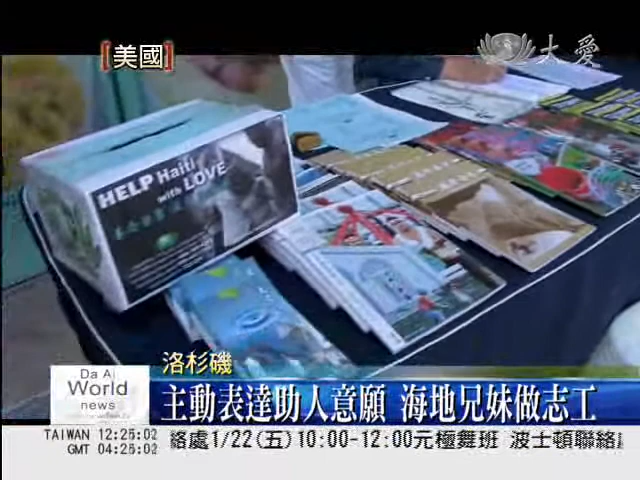 [美國]
大愛
HELP Haiti
with LOVE
洛杉磯
Da Ai
World
news
主動表達助人意願 海地兄妹做志工
TAIWAN 12:25:02
GMT 04:25:02
絡處1/22(五)10:00-12:00元極舞班 波士頓聯絡